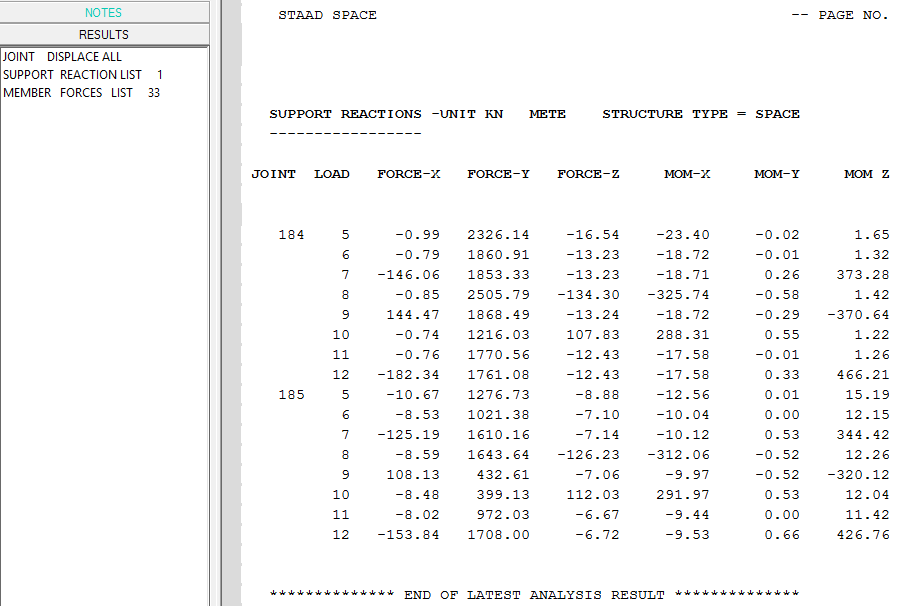 NOTES
RESULTS
JOINT DISPLACE ALL
SUPPORT REACTION LIST 1
MEMBER FORCES LIST 33
STAAD SPACE -- PAGE NO.
SUPPORT REACTIONS -UNIT KN METE STRUCTURE TYPE = SPACE
-----------------
JOINT LOAD FORCE-X FORCE-Y FORCE-Z MOM-X MOM-Y MOM Z
184 5 -0.99 2326.14 -16.54 -23.40 -0.02 1.65
6 -0.79 1860.91 -13.23 -18.72 -0.01 1.32
7 -146.06 1853.33 -13.23 -18.71 0.26 373.28
8 -0.85 2505.79 -134.30 -325.74 -0.58 1.42
9 144.47 1868.49 -13.24 -18.72 -0.29 -370.64
10 -0.74 1216.03 107.83 288.31 0.55 1.22
11 -0.76 1770.56 -12.43 -17.58 -0.01 1.26
12 -182.34 1761.08 -12.43 -17.58 0.33 466.21
185 5 -10.67 1276.73 -8.88 -12.56 0.01 15.19
6 -8.53 1021.38 -7.10 -10.04 0.00 12.15
7 -125.19 1610.16 -7.14 -10.12 0.53 344.42
8 -8.59 1643.64 -126.23 -312.06 -0.52 12.26
9 108.13 432.61 -7.06 -9.97 -0.52 -320.12
10 -8.48 399.13 112.03 291.97 0.53 12.04
11 -8.02 972.03 -6.67 -9.44 0.00 11.42
12 -153.84 1708.00 -6.72 -9.53 0.66 426.76
************** END OF LATEST ANALYSIS RESULT **************